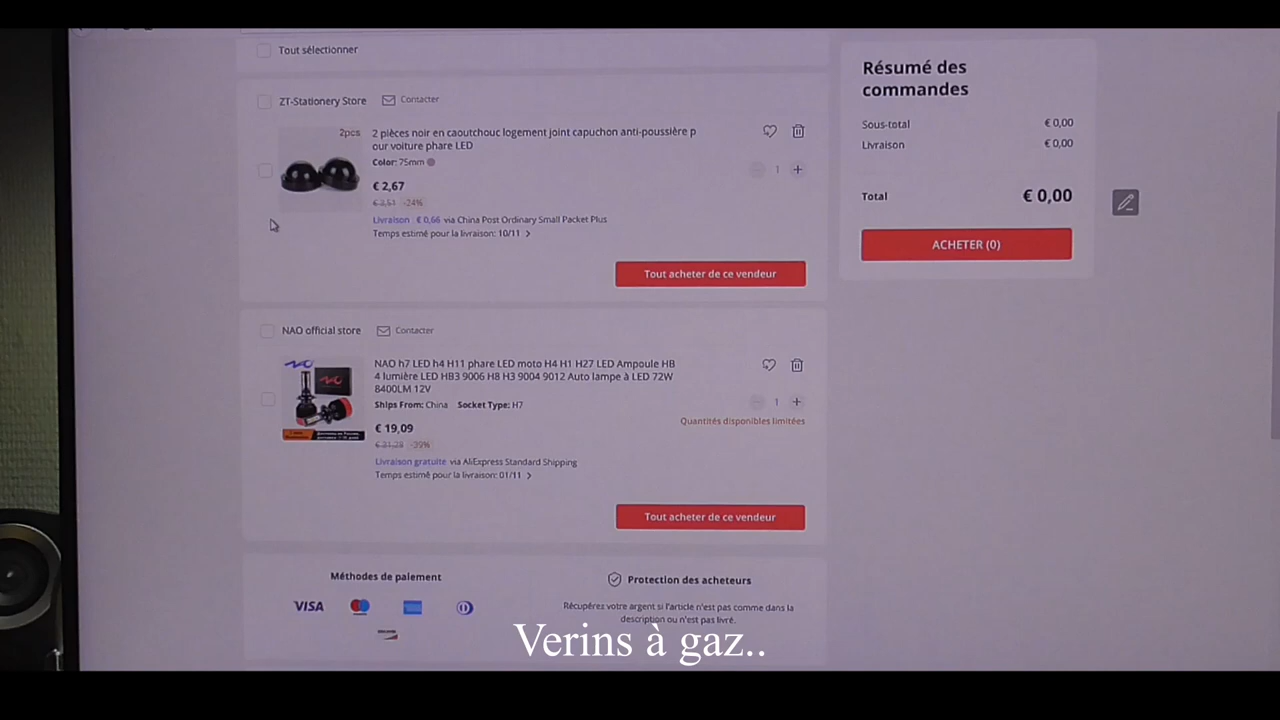 Tout sélectionner
ZT-Stationery Store Contacter
2pcs
2 pièces noir en caoutchouc logement joint capuchon anti-poussière p
our voiture phare LED
Color: 75mm
1
€ 2,67
€ 3,51 -24%
Livraison : € 0,66 via China Post Ordinary Small Packet Plus
Temps estimé pour la livraison: 10/11 >
Tout acheter de ce vendeur
NAO official store Contacter
NAO h7 LED h4 H11 phare LED moto H4 H1 H27 LED Ampoule HB
4 lumière LED HB3 9006 H8 H3 9004 9012 Auto lampe à LED 72W
8400LM 12V
Ships From: China Socket Type: H7
1
Quantités disponibles limitées
€ 19,09
€ 31,29 -39%
Livraison gratuite via AliExpress Standard Shipping
Temps estimé pour la livraison: 01/11 >
Tout acheter de ce vendeur
Méthodes de paiement
VISA
Protection des acheteurs
Récupérez votre argent si l'article n'est pas comme dans la
description ou n'est pas livré.
Résumé des
commandes
Sous-total € 0,00
Livraison € 0,00
Total € 0,00
ACHETER (0)
Verins à gaz..